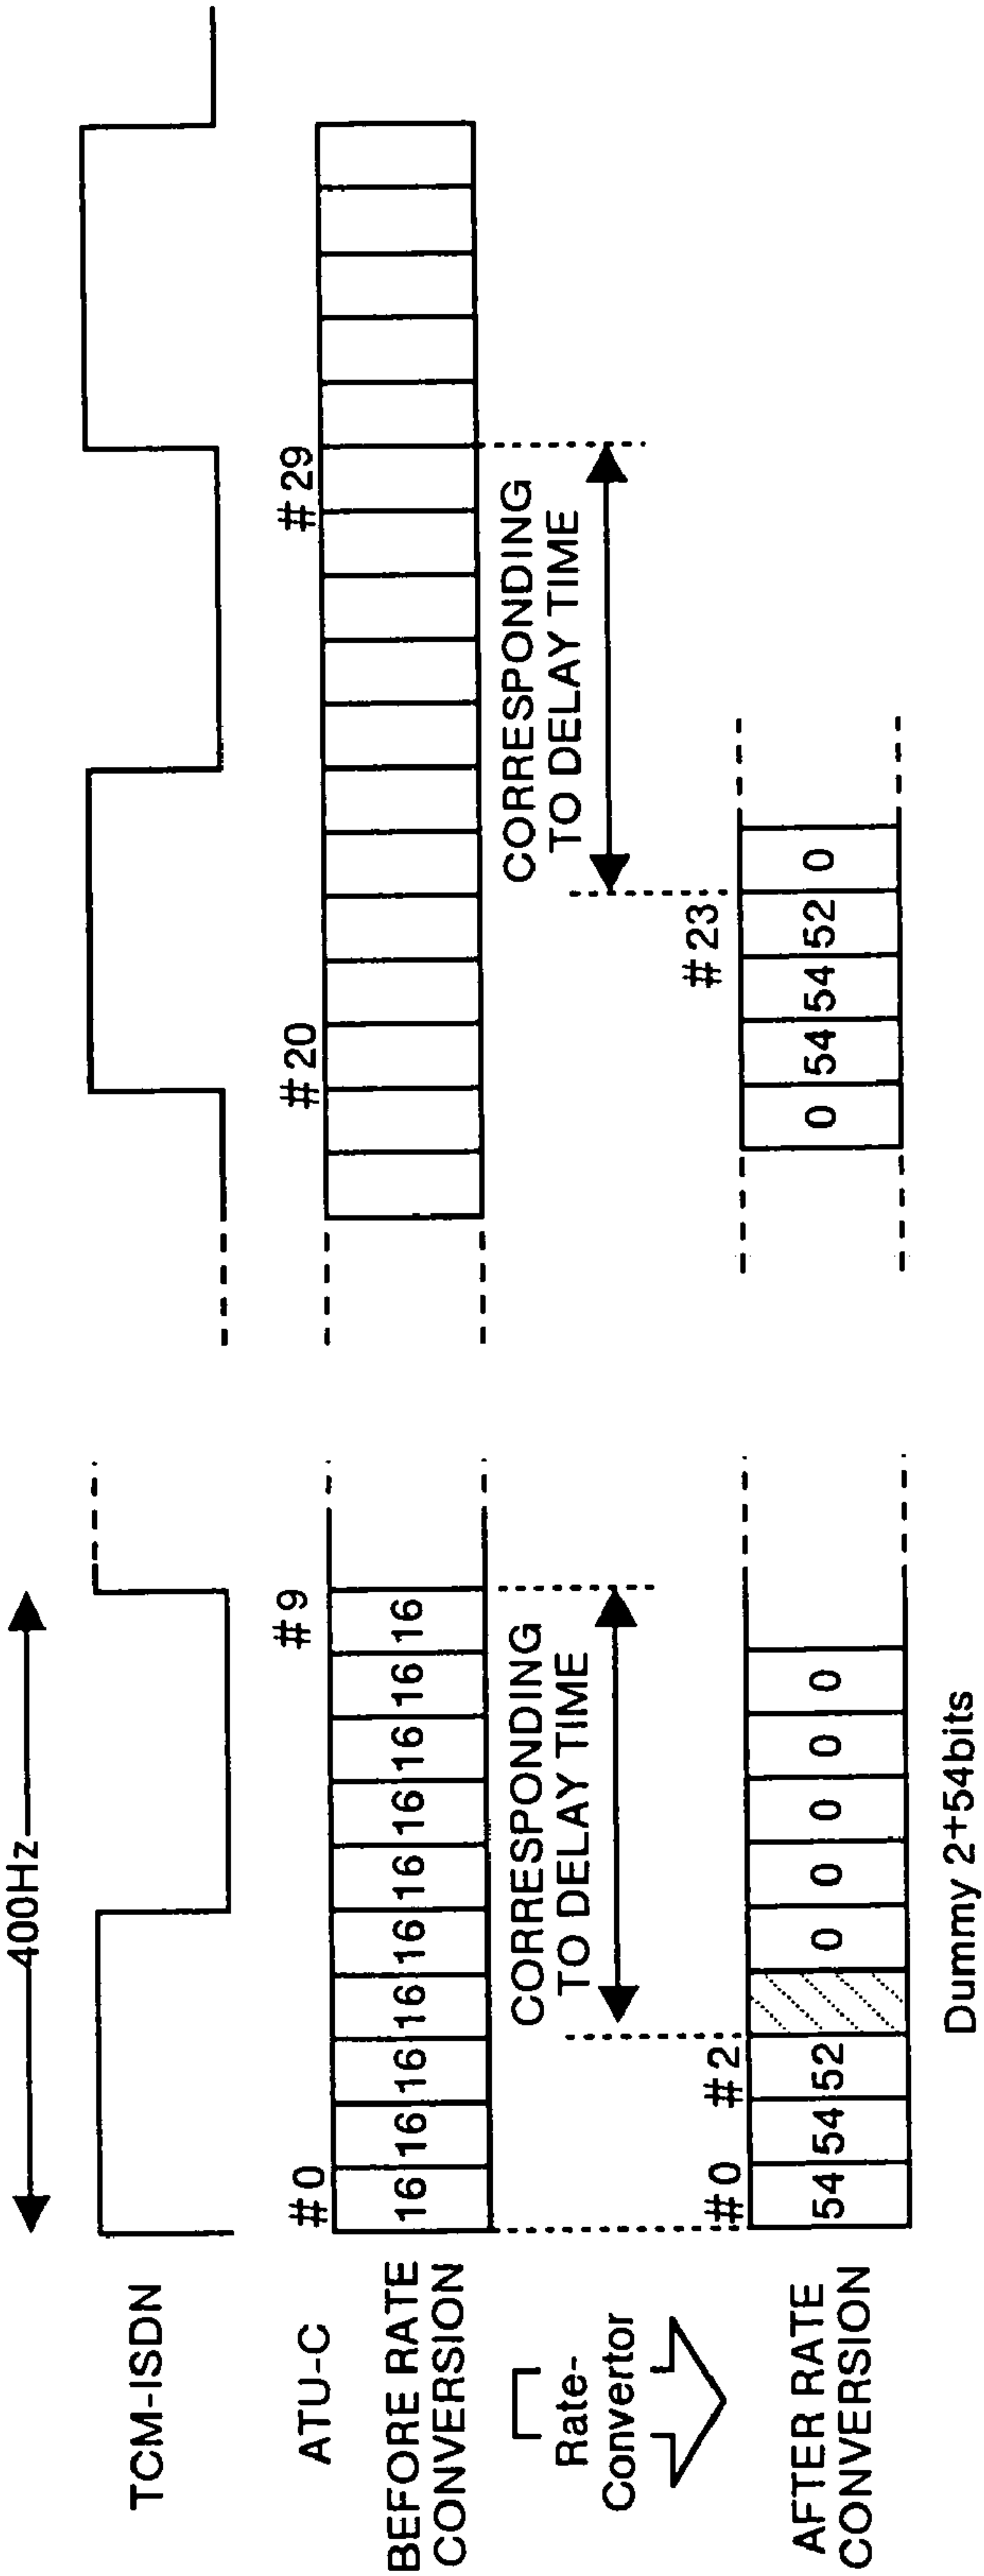 400Hz
TCM-ISDN
ATU-C
#0
#9
#20
#29
BEFORE RATE
CONVERSION
16 16 16 16 16 16 16 16 16 16
CORRESPONDING
TO DELAY TIME
CORRESPONDING
TO DELAY TIME
Rate-
Convertor
#0
#2
#23
AFTER RATE
CONVERSION
54 54 52 0 0 0 0 0
0 54 54 52 0
Dummy 2+54bits